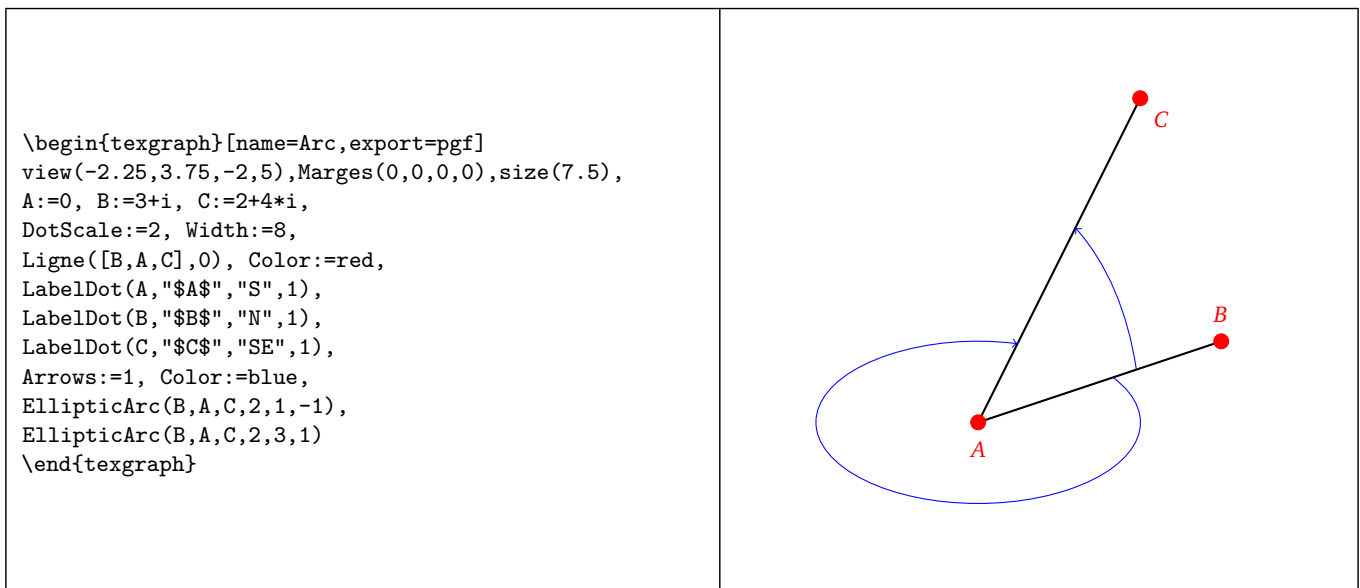 \begin{texgraph}[name=Arc,export=pgf]
view(-2.25,3.75,-2,5),Marges(0,0,0,0),size(7.5),
A:=0, B:=3+i, C:=2+4*i,
DotScale:=2, Width:=8,
Ligne([B,A,C],0), Color:=red,
LabelDot(A,"$A$","S",1),
LabelDot(B,"$B$","N",1),
LabelDot(C,"$C$","SE",1),
Arrows:=1, Color:=blue,
EllipticArc(B,A,C,2,1,-1),
EllipticArc(B,A,C,2,3,1)
\end{texgraph}
C
B
A